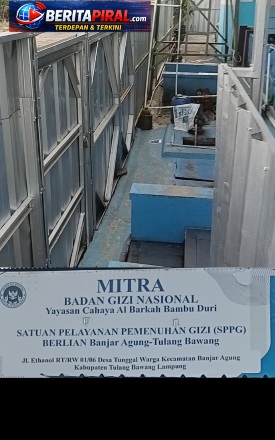 BERITAPIRAL.COM
TERDEPAN & TERKINI
MITRA
BADAN GIZI NASIONAL
Yayasan Cahaya Al Barkah Bambu Duri
SATUAN PELAYANAN PEMENUHAN GIZI (SPPG)
BERLIAN Banjar Agung-Tulang Bawang
Jl. Ethanol RT/RW 01/06 Desa Tunggal Warga Kecamatan Banjar Agung
Kabupaten Tulang Bawang Lampung